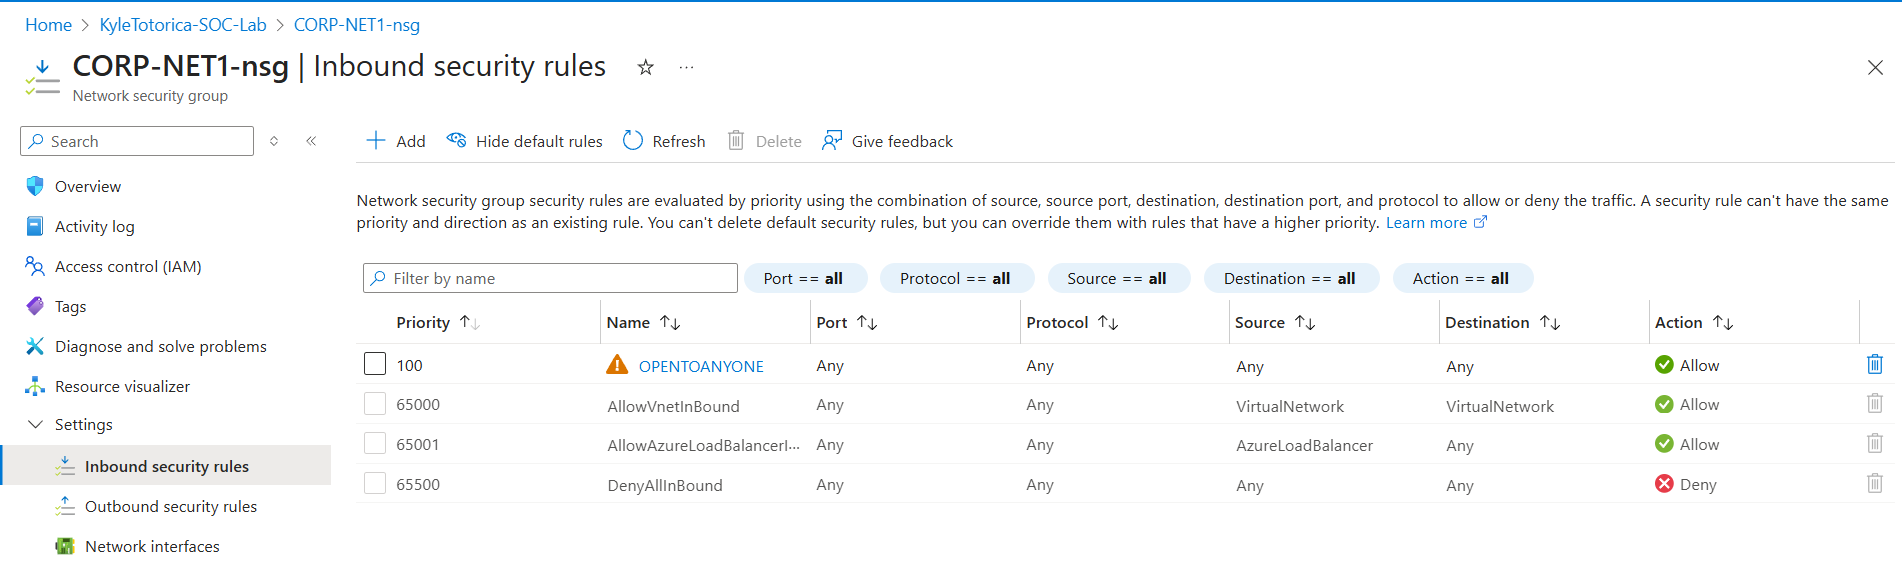 Home > KyleTotorica-SOC-Lab > CORP-NET1-nsg
CORP-NET1-nsg | Inbound security rules
Network security group
Search
Overview
Activity log
Access control (IAM)
Tags
Diagnose and solve problems
Resource visualizer
Settings
Inbound security rules
Outbound security rules
Network interfaces
Add Hide default rules Refresh Delete Give feedback
Network security group security rules are evaluated by priority using the combination of source, source port, destination, destination port, and protocol to allow or deny the traffic. A security rule can't have the same
priority and direction as an existing rule. You can't delete default security rules, but you can override them with rules that have a higher priority. Learn more
Filter by name Port == all Protocol == all Source == all Destination == all Action == all
Priority Name Port Protocol Source Destination Action
100 OPENTOANYONE Any Any Any Any Allow
65000 AllowVnetInBound Any Any VirtualNetwork VirtualNetwork Allow
65001 AllowAzureLoadBalancerI... Any Any AzureLoadBalancer Any Allow
65500 DenyAllInBound Any Any Any Any Deny